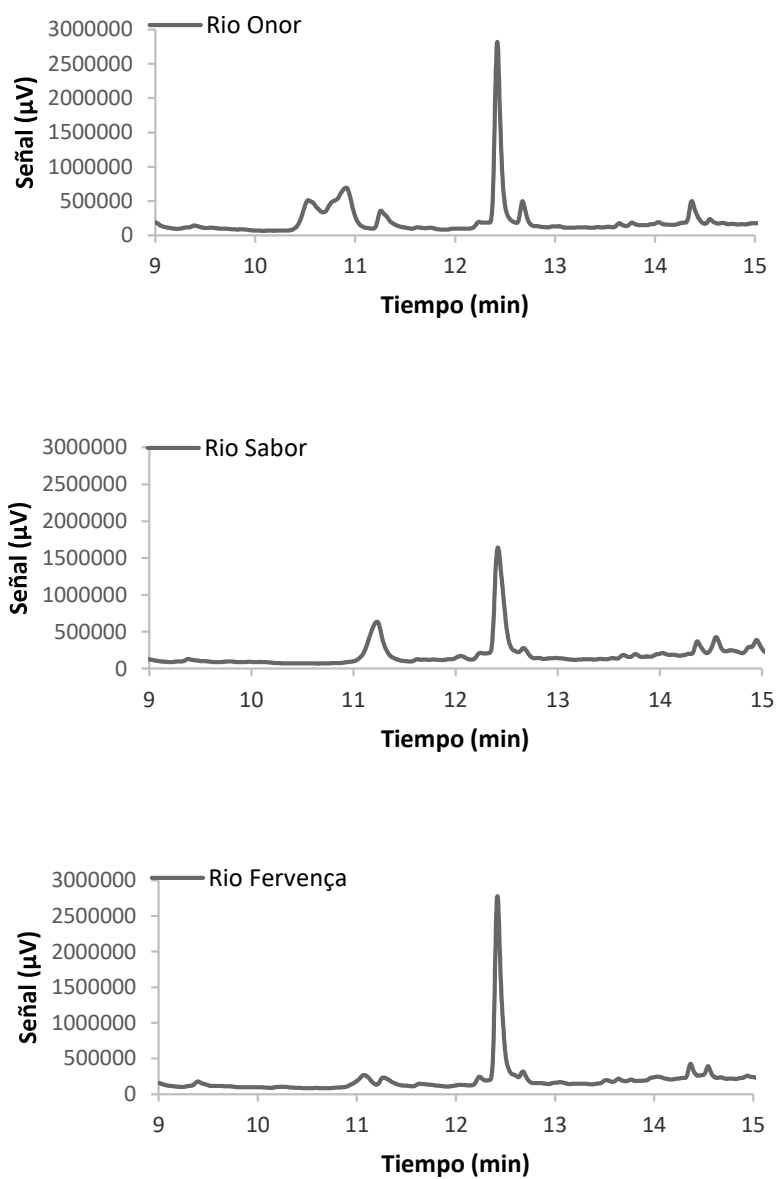 Rio Onor
3000000
2500000
2000000
1500000
1000000
500000
0
Señal (µV)
9 10 11 12 13 14 15
Tiempo (min)
Rio Sabor
3000000
2500000
2000000
1500000
1000000
500000
0
Señal (µV)
9 10 11 12 13 14 15
Tiempo (min)
Rio Fervença
3000000
2500000
2000000
1500000
1000000
500000
0
Señal (µV)
9 10 11 12 13 14 15
Tiempo (min)